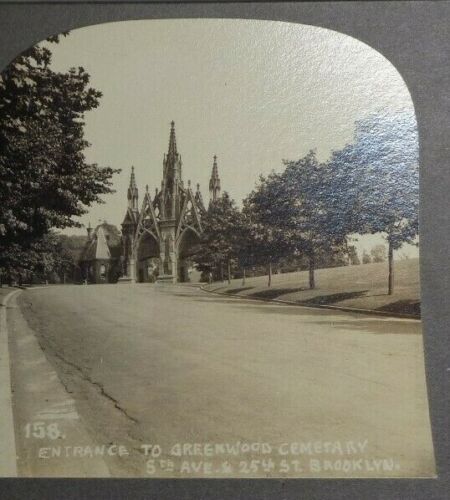 158.
ENTRANCE TO GREENWOOD CEMETARY
5TH AVE. & 25TH ST. BROOKLYN.